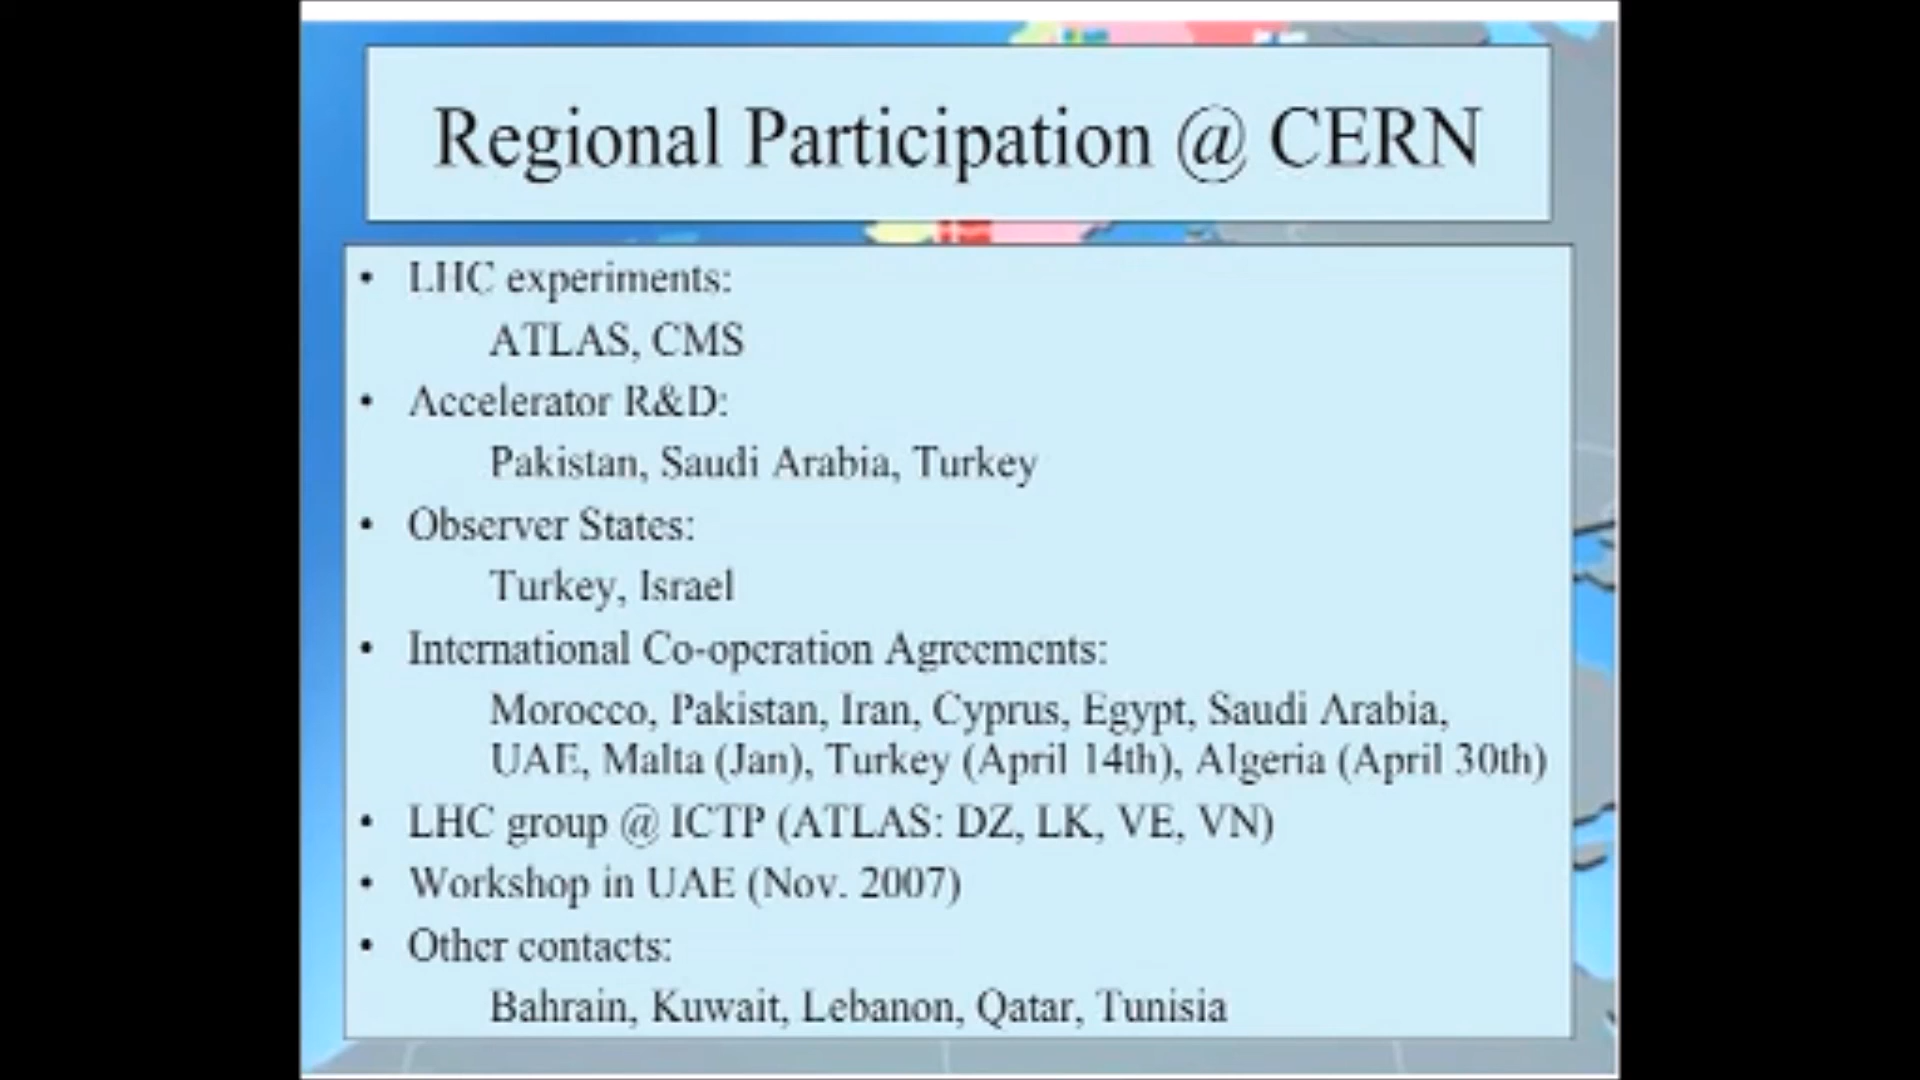 Regional Participation @ CERN
• LHC experiments:
ATLAS, CMS
• Accelerator R&D:
Pakistan, Saudi Arabia, Turkey
• Observer States:
Turkey, Israel
• International Co-operation Agreements:
Morocco, Pakistan, Iran, Cyprus, Egypt, Saudi Arabia,
UAE, Malta (Jan), Turkey (April 14th), Algeria (April 30th)
• LHC group @ ICTP (ATLAS: DZ, LK, VE, VN)
• Workshop in UAE (Nov. 2007)
• Other contacts:
Bahrain, Kuwait, Lebanon, Qatar, Tunisia